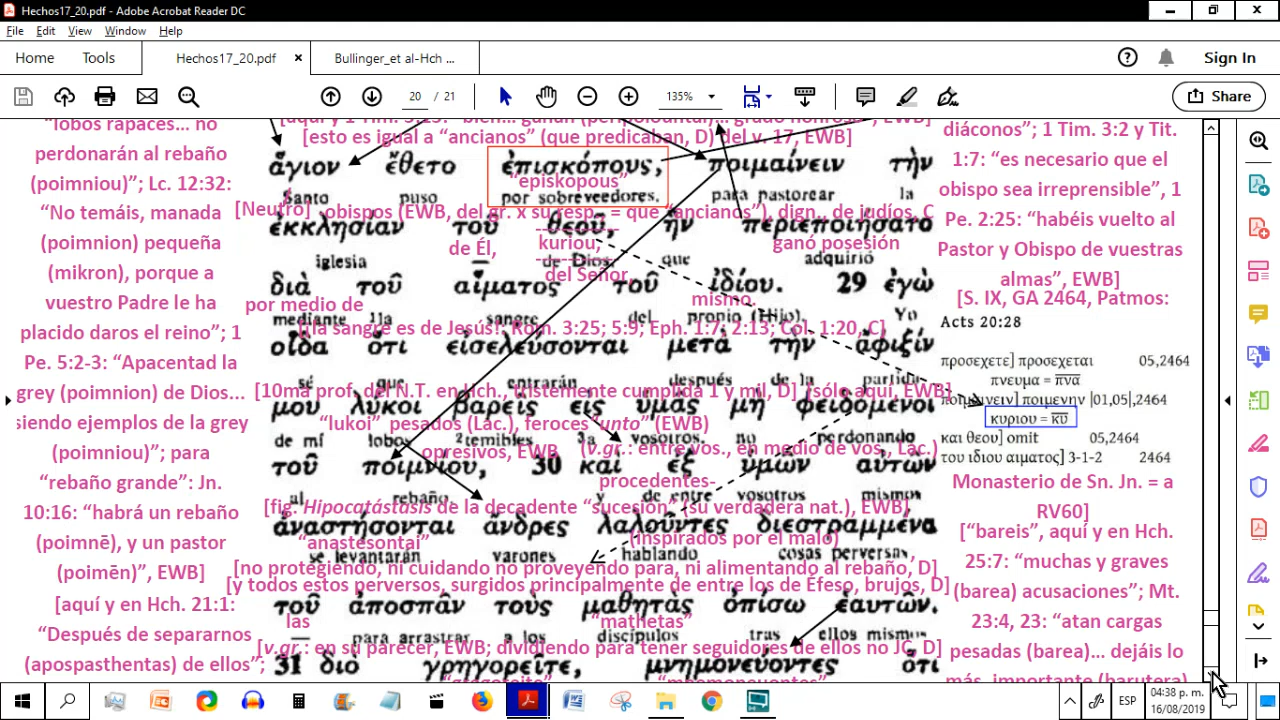 Hechos17_20.pdf - Adobe Acrobat Reader DC
File Edit View Window Help
Home Tools Hechos17_20.pdf × Bullinger_et al-Hch ... Sign In
20 / 21 135% Share
“lobos rapaces... no
perdonarán al rebaño
(poimniou)”; Lc. 12:32:
“No temáis, manada
(poimnion) pequeña
(mikron), porque a
vuestro Padre le ha
placido daros el reino”; 1
Pe. 5:2-3: “Apacentad la
grey (poimnion) de Dios...
siendo ejemplos de la grey
(poimniou)”; para
“rebaño grande”: Jn.
10:16: “habrá un rebaño
(poimnē), y un pastor
(poimēn)”, EWB]
[aquí y en Hch. 21:1:
“Después de separarnos
(apospasthentas) de ellos”;
[esto es igual a “ancianos” (que predicaban, D) del v. 17, EWB]
ἅγιον ἔθετο ἐπισκόπους, ποιμαίνειν τὴν
“episkopous”
Santo puso por sobreveedores. para pastorear la
[Neutro] obispos (EWB, del gr. x su resp., = que “ancianos”), dign., de judíos, C
ἐκκλησίαν τοῦ θεοῦ, ἣν περιεποιήσατο
de Él, kuriou, ganó posesión
iglesia de Dios, que adquirió
del Señor,
διὰ τοῦ αἵματος τοῦ ἰδίου. 29 ἐγὼ
por medio de mismo.
mediante 1la sangre del propio (Hijo). Yo
[¡la sangre es de Jesús!, Rom. 3:25; 5:9; Eph. 1:7; 2:13; Col. 1:20, C]
οἶδα ὅτι εἰσελεύσονται μετὰ τὴν ἄφιξίν
sé que entrarán después de la partida
[10ma prof. del N.T. en Hch., tristemente cumplida 1 y mil, D] [sólo aquí, EWB]
μου λύκοι βαρεῖς εἰς ὑμᾶς μὴ φειδόμενοι
“lukoi” pesados (Lác.), feroces “unto” (EWB)
de mí lobos 2temibles 3a vosotros. no perdonando
opresivos, EWB (v.gr.: entre vos., en medio de vos., Lác.)
τοῦ ποιμνίου, 30 καὶ ἐξ ὑμῶν αὐτῶν
procedentes-
al rebaño, y de entre vosotros mismos
[fig. Hipocatástasis de la decadente “sucesión” (su verdadera nat.), EWB]
ἀναστήσονται ἄνδρες λαλοῦντες διεστραμμένα
“anastesontai” (inspirados por el malo)
se levantarán varones hablando cosas perversas,
[no protegiendo, ni cuidando no proveyendo para, ni alimentando al rebaño, D]
[y todos estos perversos, surgidos principalmente de entre los de Éfeso, brujos, D]
τοῦ ἀποσπᾶν τοὺς μαθητὰς ὀπίσω ἑαυτῶν.
las “mathetas”
para arrastrar a los discípulos tras ellos mismos
[v.gr.: en su parecer, EWB; dividiendo para tener seguidores de ellos no JC, D]
31 διὸ γρηγορεῖτε, μνημονεύοντες ὅτι
diáconos”; 1 Tim. 3:2 y Tit.
1:7: “es necesario que el
obispo sea irreprensible”, 1
Pe. 2:25: “habéis vuelto al
Pastor y Obispo de vuestras
almas”, EWB]
[S. IX, GA 2464, Patmos:
Acts 20:28
προσεχετε] προσεχεται 05,2464
πνευμα = πνα
ποιμαινειν] ποιμενην |01,05|,2464
κυριου = κυ
και θεου] omit 05,2464
του ιδιου αιματος] 3-1-2 2464
Monasterio de Sn. Jn. = a
RV60]
[“bareis”, aquí y en Hch.
25:7: “muchas y graves
(barea) acusaciones”; Mt.
23:4, 23: “atan cargas
pesadas (barea)... dejáis lo
más importante (barutera)
ESP 04:38 p. m.
16/08/2019